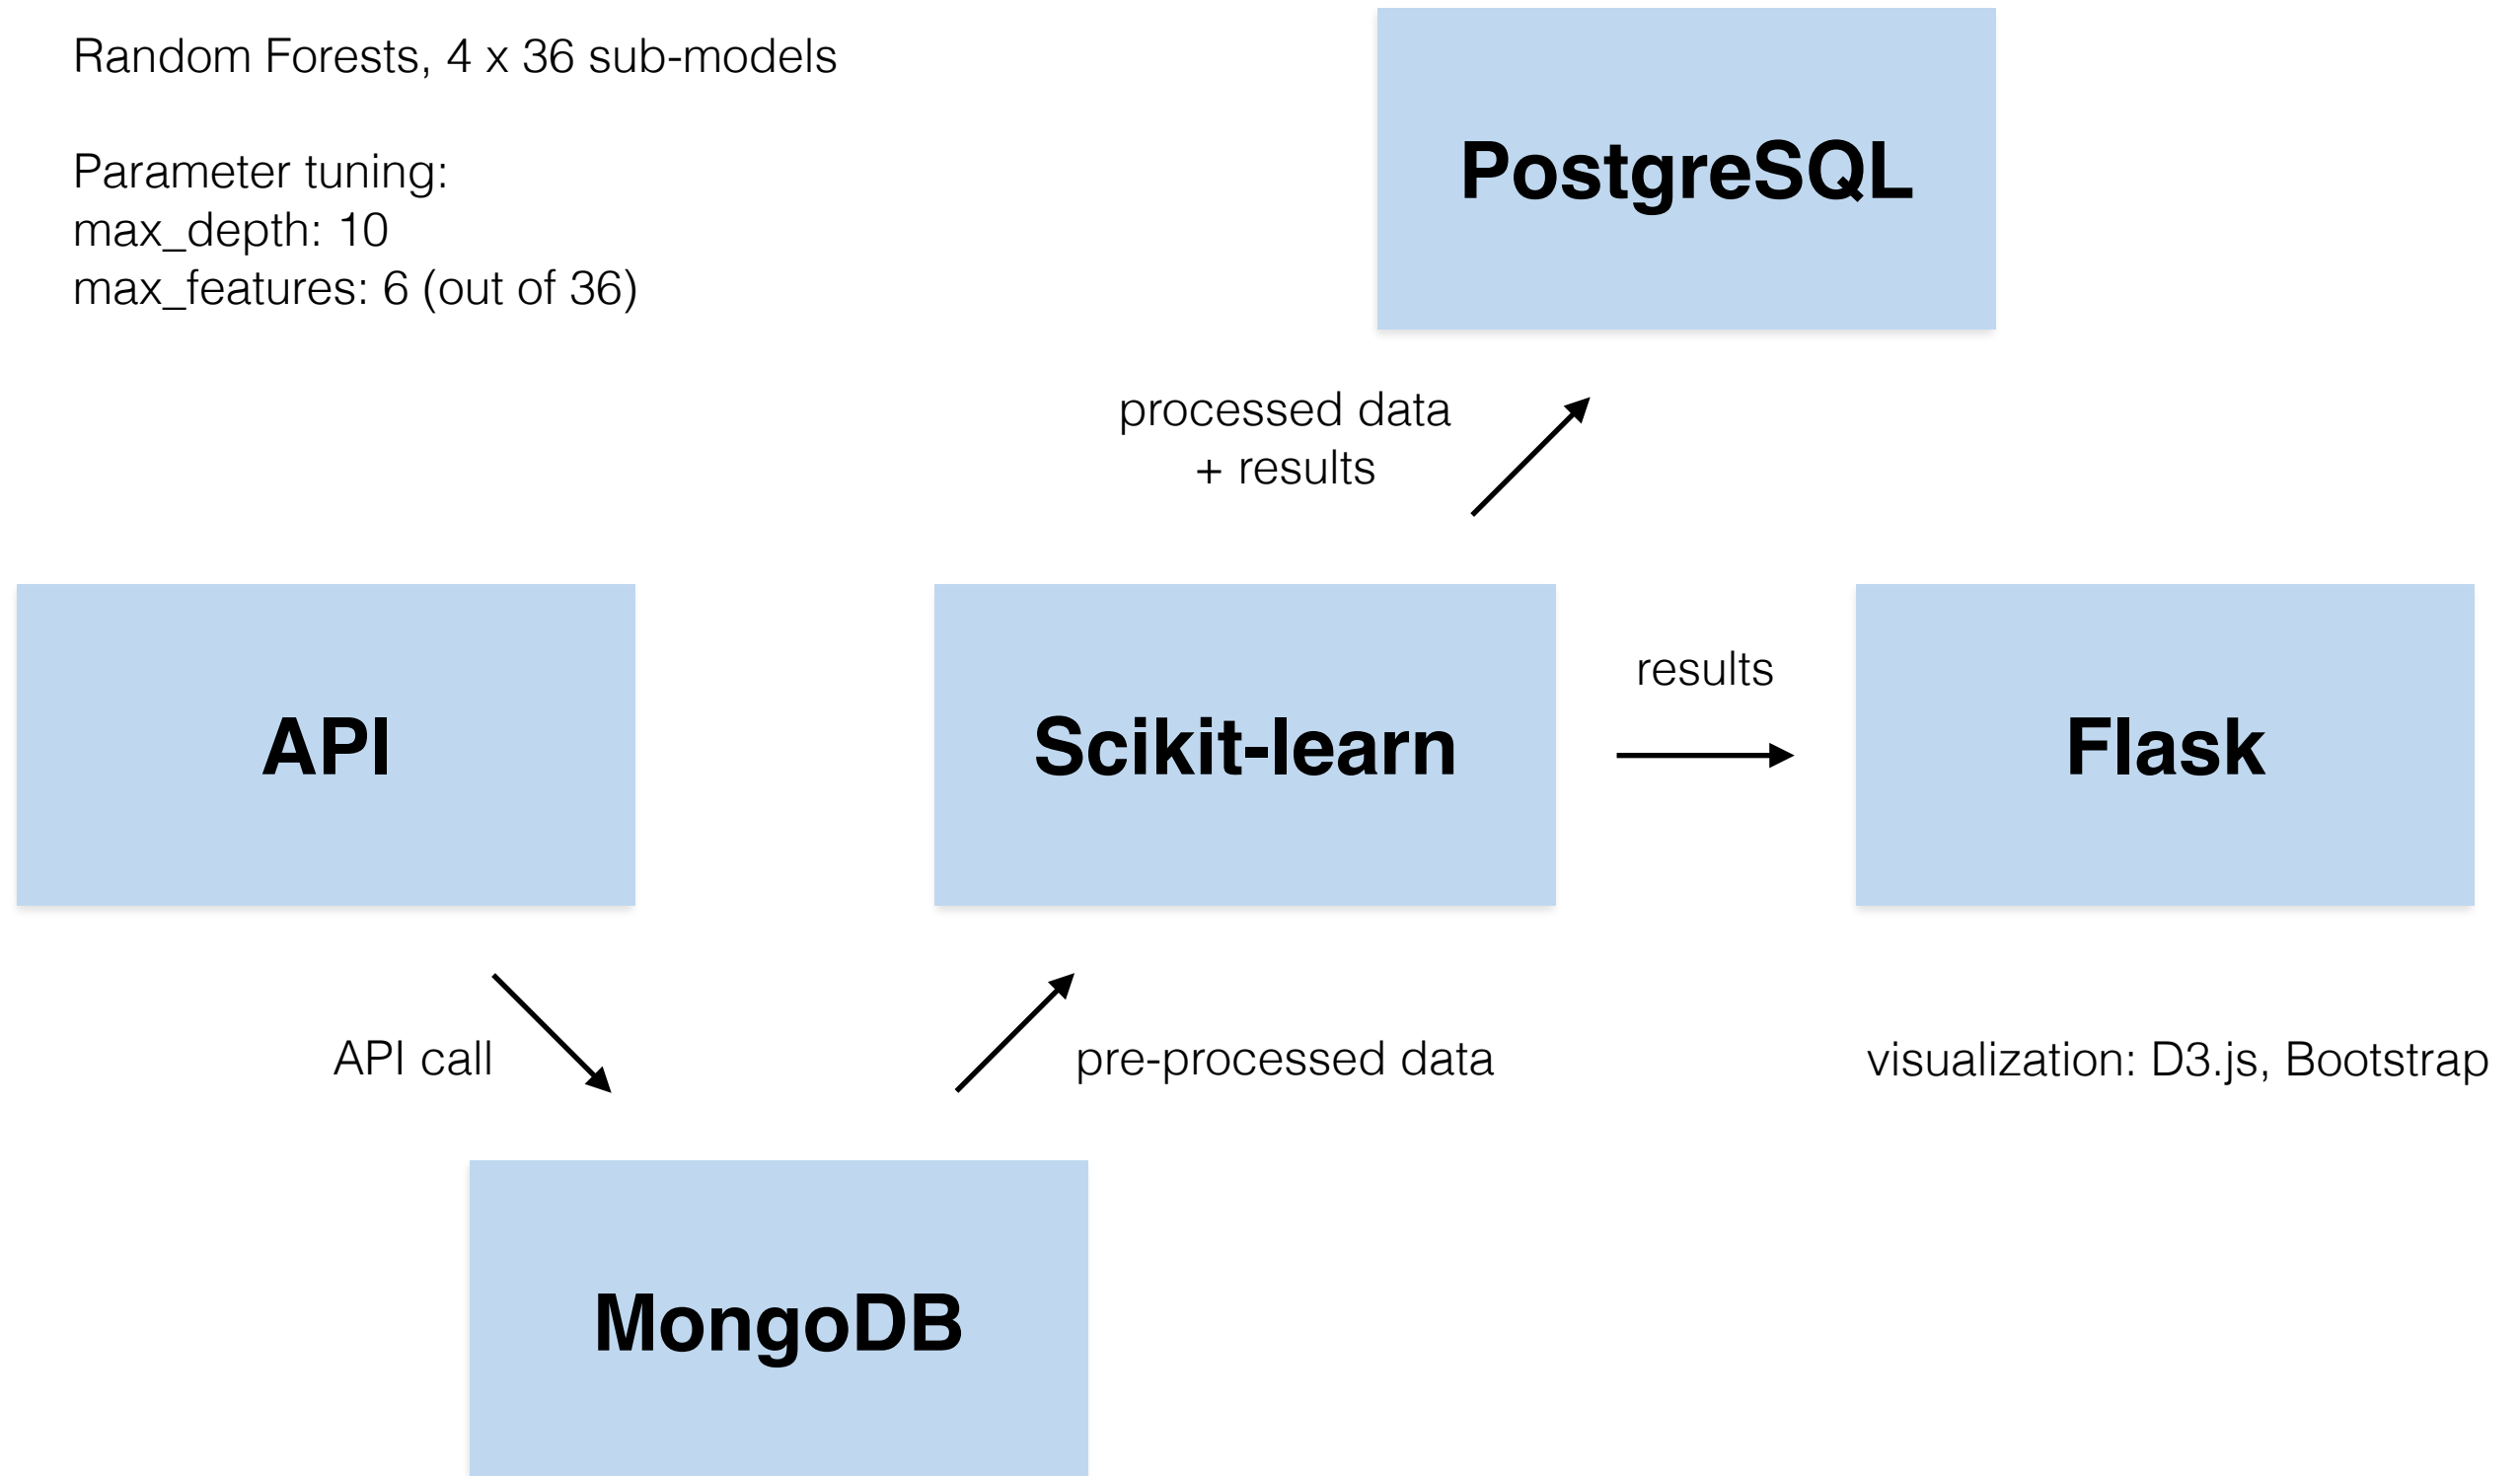 Random Forests, 4 x 36 sub-models
Parameter tuning:
max_depth: 10
max_features: 6 (out of 36)
PostgreSQL
processed data
+ results
API
Scikit-learn
results
Flask
API call
pre-processed data
visualization: D3.js, Bootstrap
MongoDB